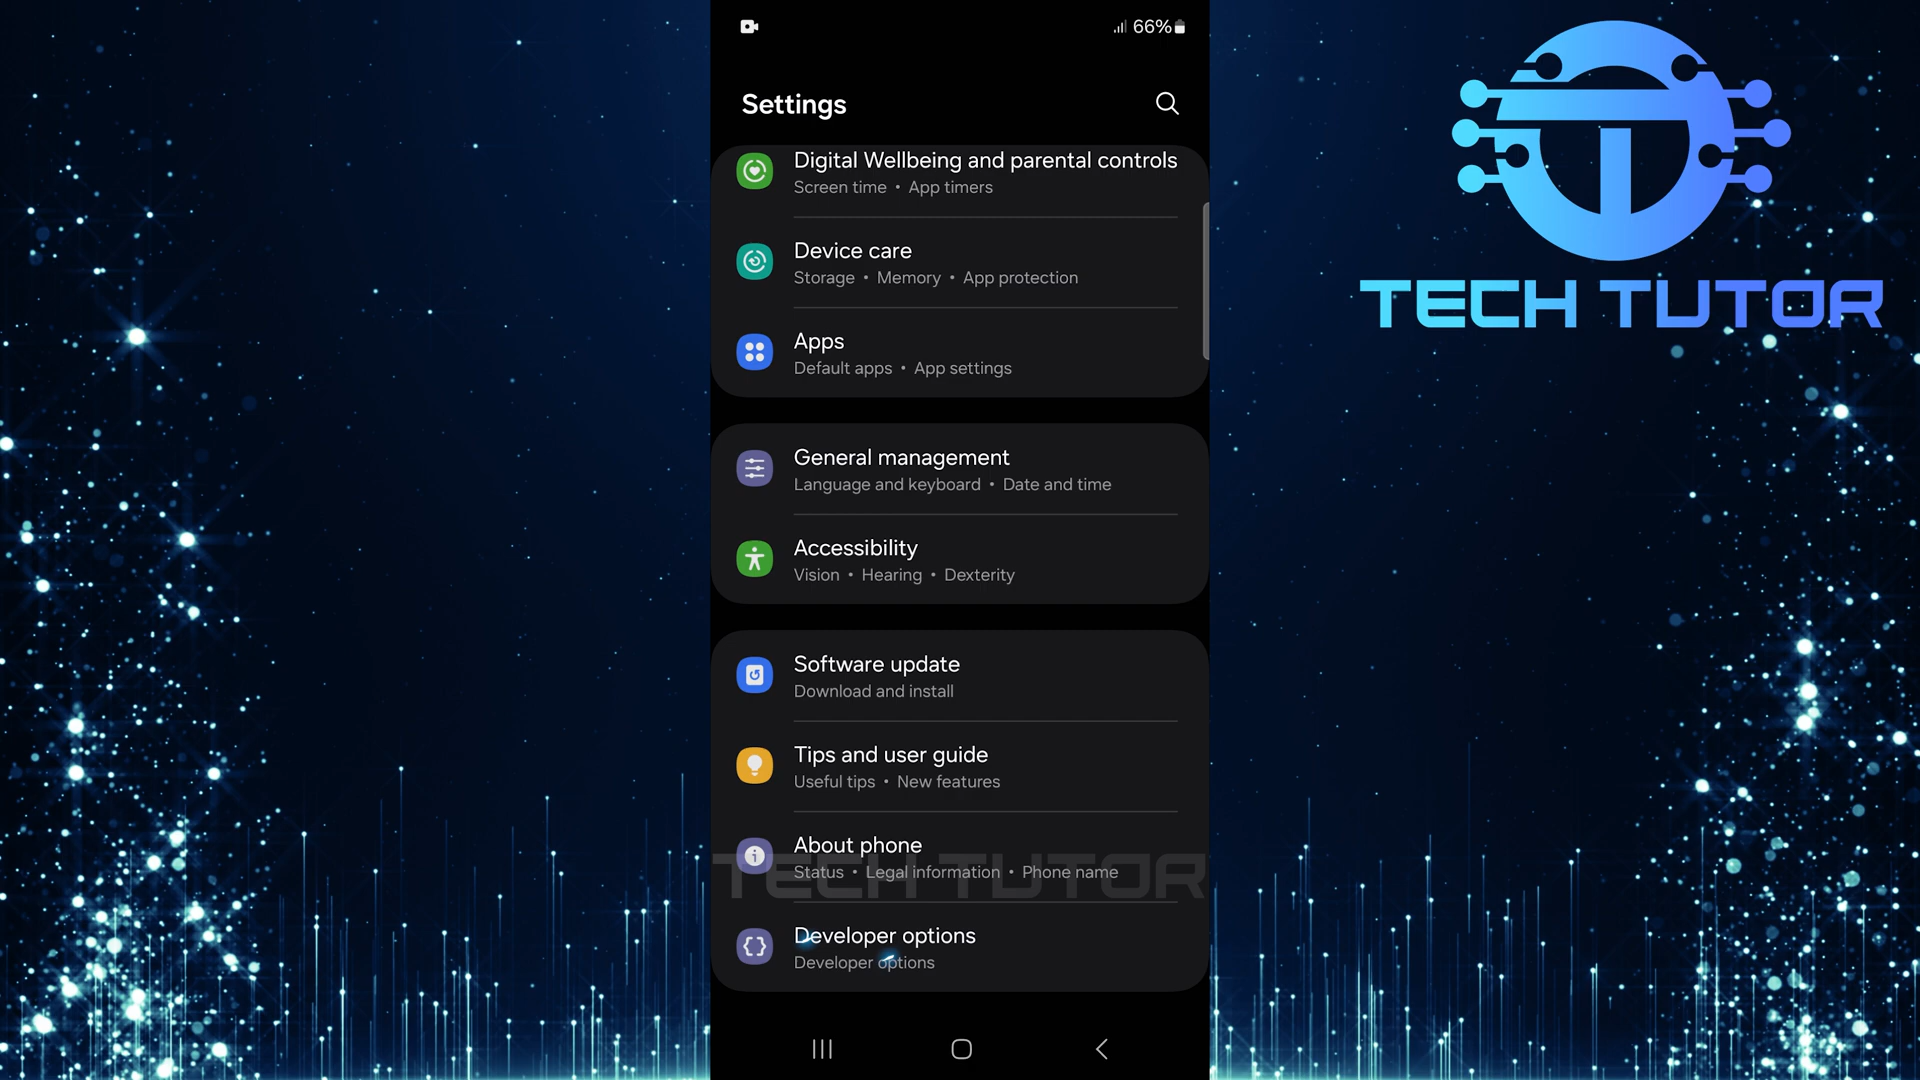 66%
Settings
Digital Wellbeing and parental controls
Screen time • App timers
Device care
Storage • Memory • App protection
Apps
Default apps • App settings
General management
Language and keyboard • Date and time
Accessibility
Vision • Hearing • Dexterity
Software update
Download and install
Tips and user guide
Useful tips • New features
About phone
Status • Legal information • Phone name
TECH TUTOR
Developer options
Developer options
TECH TUTOR